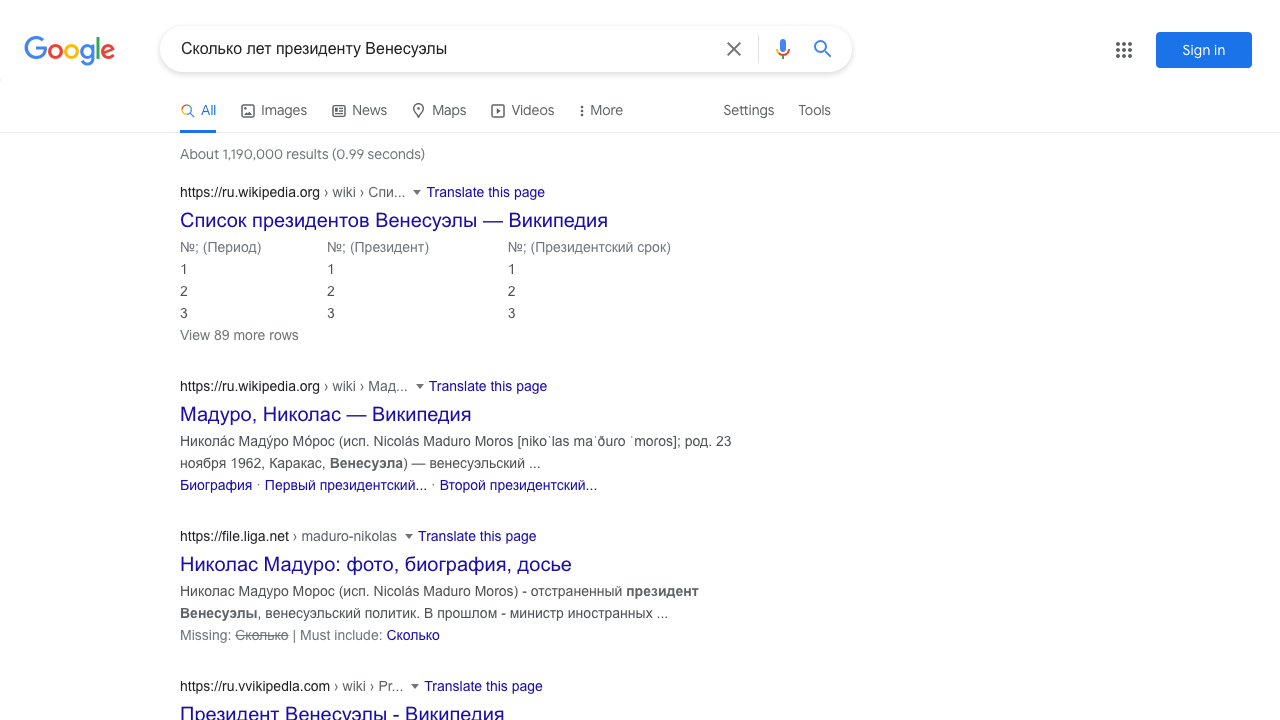 Google
Сколько лет президенту Венесуэлы
Sign in
All Images News Maps Videos More Settings Tools
About 1,190,000 results (0.99 seconds)
https://ru.wikipedia.org › wiki › Спи... Translate this page
Список президентов Венесуэлы — Википедия
№; (Период) №; (Президент) №; (Президентский срок)
1 1 1
2 2 2
3 3 3
View 89 more rows
https://ru.wikipedia.org › wiki › Мад... Translate this page
Мадуро, Николас — Википедия
Никола́с Маду́ро Мо́рос (исп. Nicolás Maduro Moros [nikoˈlas maˈðuɾo ˈmoɾos]; род. 23
ноября 1962, Каракас, Венесуэла) — венесуэльский ...
Биография · Первый президентский... · Второй президентский...
https://file.liga.net › maduro-nikolas Translate this page
Николас Мадуро: фото, биография, досье
Николас Мадуро Морос (исп. Nicolás Maduro Moros) - отстраненный президент
Венесуэлы, венесуэльский политик. В прошлом - министр иностранных ...
Missing: Сколько | Must include: Сколько
https://ru.vvikipedla.com › wiki › Pr... Translate this page
Президент Венесуэлы - Википедия